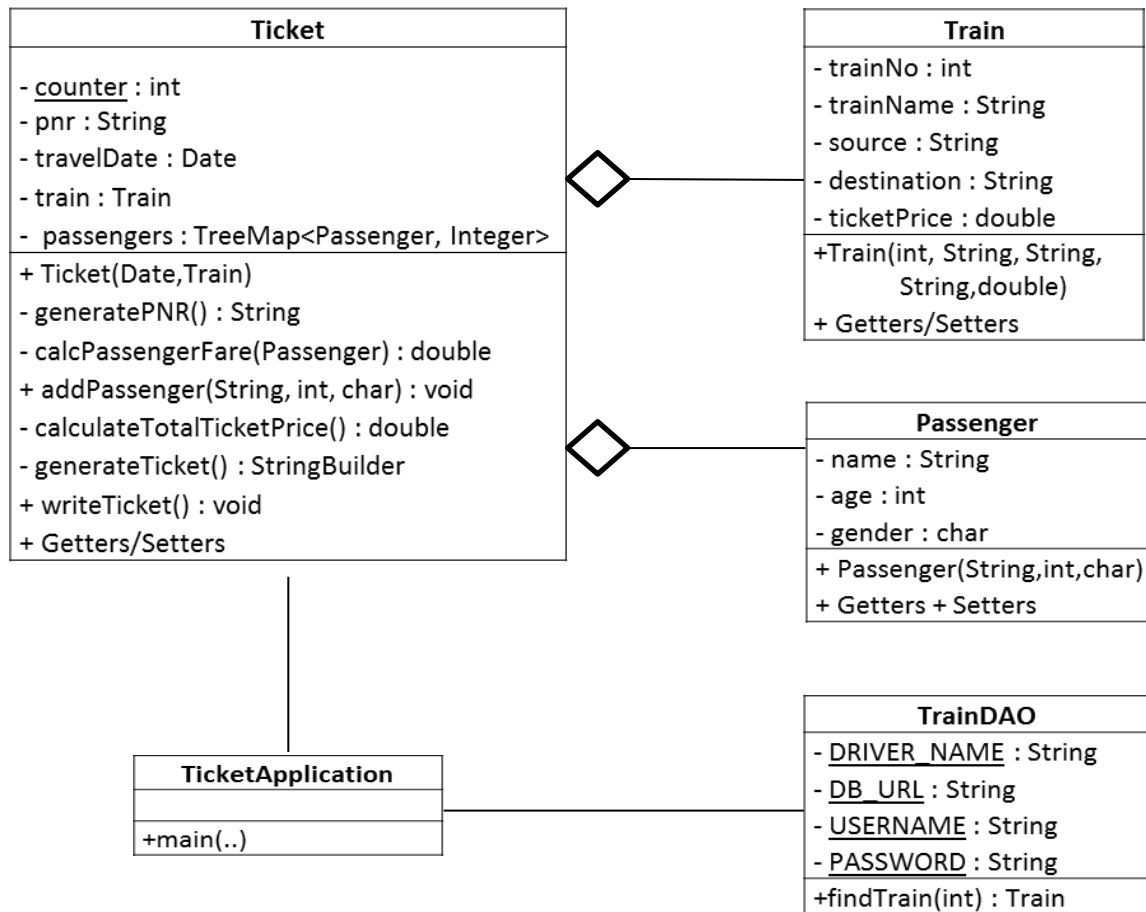 Ticket
- counter : int
- pnr : String
- travelDate : Date
- train : Train
- passengers : TreeMap<Passenger, Integer>
+ Ticket(Date,Train)
- generatePNR() : String
- calcPassengerFare(Passenger) : double
+ addPassenger(String, int, char) : void
- calculateTotalTicketPrice() : double
- generateTicket() : StringBuilder
+ writeTicket() : void
+ Getters/Setters
Train
- trainNo : int
- trainName : String
- source : String
- destination : String
- ticketPrice : double
+Train(int, String, String,
String,double)
+ Getters/Setters
Passenger
- name : String
- age : int
- gender : char
+ Passenger(String,int,char)
+ Getters + Setters
TicketApplication
+main(..)
TrainDAO
- DRIVER_NAME : String
- DB_URL : String
- USERNAME : String
- PASSWORD : String
+findTrain(int) : Train